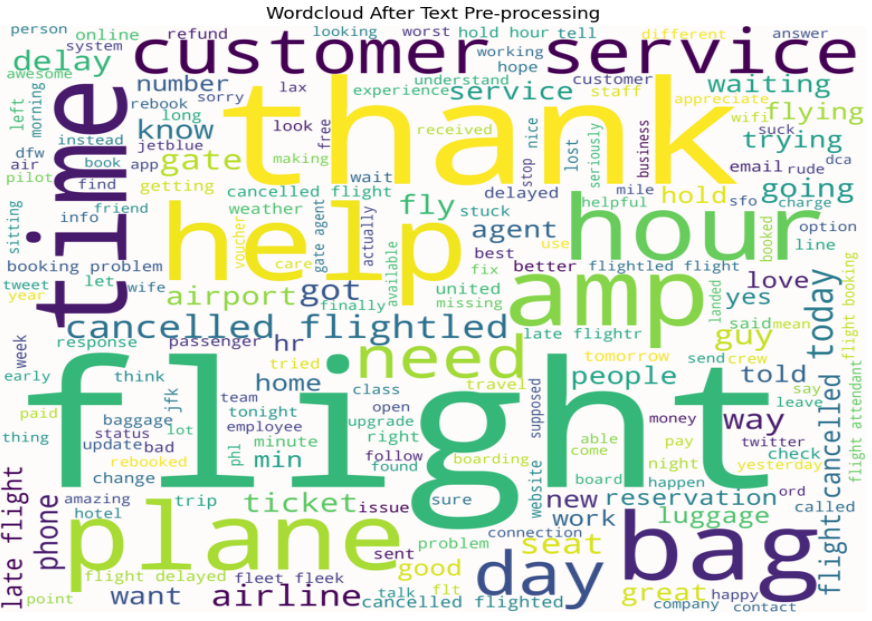 Wordcloud After Text Pre-processing
person online refund looking worst hold hour tell different answer
system working
delay customer service
awesome hope understand customer
left morning number lax experience service staff appreciate waiting
rebook sorry thank wifi flying
long free received nice seriously business
instead know look suck trying
dfw jetblue making stop lost
air book app gate wait email rude dca
pilot find getting cancelled flight delayed mile hold sfo going
time friend weather fly stuck helpful charge
sitting info voucher gate agent actually agent hour booked option
help use line
booking problem care available best better flightled flight
tweet let got fix love
year wife airport finally united missing amp landed yes flight booking
cancelled flightled late flightr said mean
week response passenger hr need guy today
early tried tomorrow send crew
think home class travel people told say
paid team open supposed leave
thing baggage jfk tonight upgrade money way flight attendant
status lot employee right able twitter
update bad phl minute follow come pay check
rebooked min found boarding night yesterday
change flight board happen
late flight phone amazing trip ticket issue sure website new reservation ord called
hotel connection work luggage flight cancelled
plane sent problem seat bag
flight delayed fleet fleek good day great happy
point want airline talk flt company contact
cancelled flighted